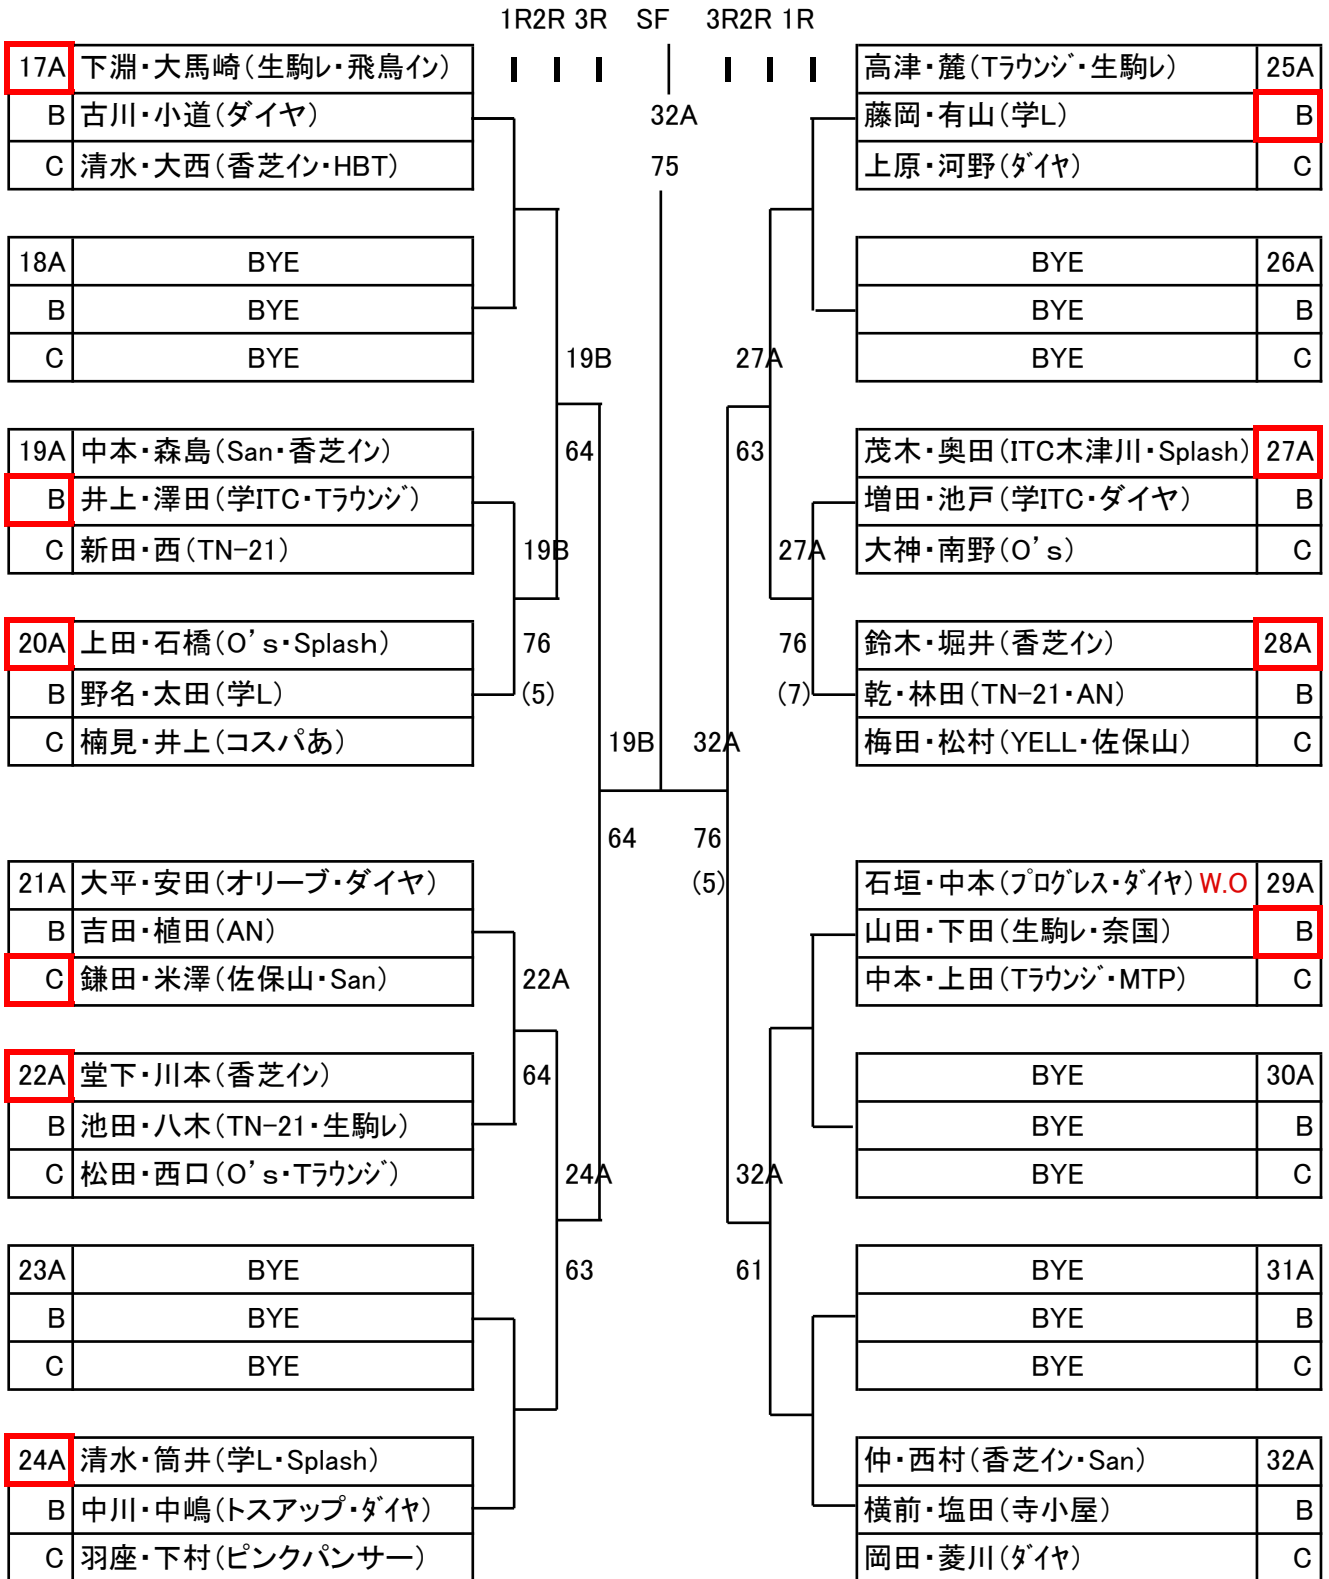 1R2R 3R SF 3R2R 1R
17A 下淵・大馬崎(生駒レ・飛鳥イン)
B 古川・小道(ダイヤ)
C 清水・大西(香芝イン・HBT)
18A BYE
B BYE
C BYE
19A 中本・森島(San・香芝イン)
B 井上・澤田(学ITC・Tラウンジ)
C 新田・西(TN-21)
20A 上田・石橋(O's・Splash)
B 野名・太田(学L)
C 楠見・井上(コスパあ)
21A 大平・安田(オリーブ・ダイヤ)
B 吉田・植田(AN)
C 鎌田・米澤(佐保山・San)
22A 堂下・川本(香芝イン)
B 池田・八木(TN-21・生駒レ)
C 松田・西口(O's・Tラウンジ)
23A BYE
B BYE
C BYE
24A 清水・筒井(学L・Splash)
B 中川・中嶋(トスアップ・ダイヤ)
C 羽座・下村(ピンクパンサー)
19B
76
(5)
22A
64
19B
64
24A
63
19B
64
32A
75
32A
76
(5)
27A
63
32A
61
27A
76
(7)
高津・麓(Tラウンジ・生駒レ) 25A
藤岡・有山(学L) B
上原・河野(ダイヤ) C
BYE 26A
BYE B
BYE C
茂木・奥田(ITC木津川・Splash) 27A
増田・池戸(学ITC・ダイヤ) B
大神・南野(O's) C
鈴木・堀井(香芝イン) 28A
乾・林田(TN-21・AN) B
梅田・松村(YELL・佐保山) C
石垣・中本(プログレス・ダイヤ) W.O 29A
山田・下田(生駒レ・奈国) B
中本・上田(Tラウンジ・MTP) C
BYE 30A
BYE B
BYE C
BYE 31A
BYE B
BYE C
仲・西村(香芝イン・San) 32A
横前・塩田(寺小屋) B
岡田・菱川(ダイヤ) C